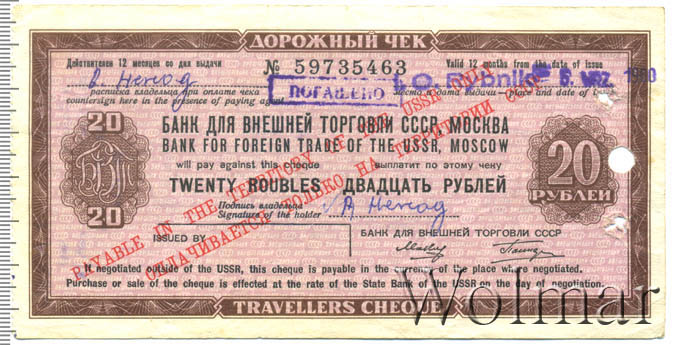 ДОРОЖНЫЙ ЧЕК
Действителен 12 месяцев со дня выдачи
Valid 12 months from the date of issue
№ 59735463
расписка владельца при оплате чека
countersign here in the presence of paying agent
ПОГАШЕНО
место и дата выдачи - place and date of issue
БАНК ДЛЯ ВНЕШНЕЙ ТОРГОВЛИ СССР, МОСКВА
BANK FOR FOREIGN TRADE OF THE USSR, MOSCOW
will pay against this cheque выплатит по этому чеку
TWENTY ROUBLES ДВАДЦАТЬ РУБЛЕЙ
20
20
20
РУБЛЕЙ
Подпись владельца
Signature of the holder
PAYABLE IN THE TERRITORY OF THE USSR ONLY
ОПЛАЧИВАЕТСЯ ТОЛЬКО НА ТЕРРИТОРИИ СССР
ISSUED BY
БАНК ДЛЯ ВНЕШНЕЙ ТОРГОВЛИ СССР
If negotiated outside of the USSR, this cheque is payable in the currency of the place where negotiated.
Purchase or sale of the cheque is effected at the rate of the State Bank of the USSR on the day of negotiation.
TRAVELLERS CHEQUE
Wolmar